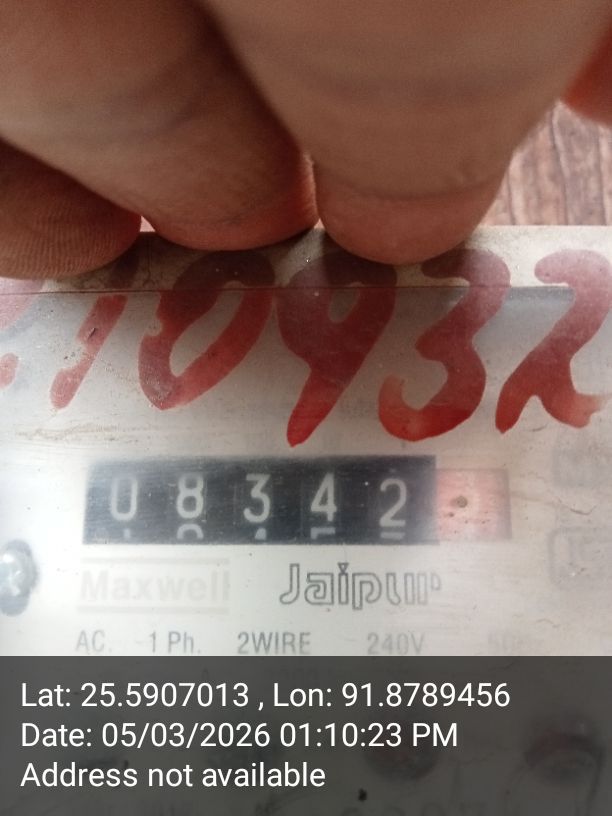 10932
08342
Maxwell Jaipur
AC. 1 Ph. 2WIRE 240V
Lat: 25.5907013 , Lon: 91.8789456
Date: 05/03/2026 01:10:23 PM
Address not available